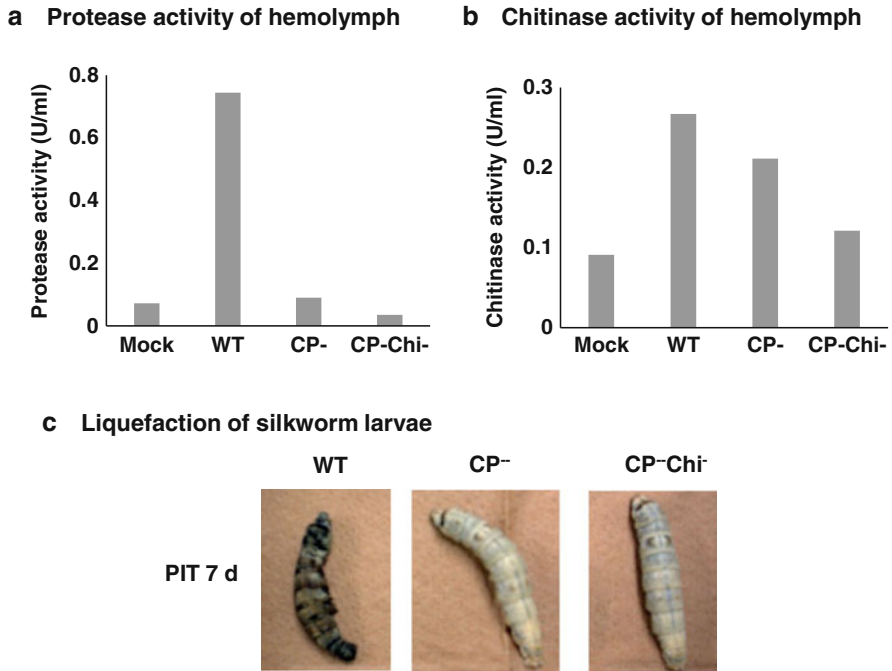 a Protease activity of hemolymph
Protease activity (U/ml)
0.8
0.6
0.4
0.2
0
Mock WT CP- CP-Chi-
b Chitinase activity of hemolymph
Chitinase activity (U/ml)
0.3
0.2
0.1
0
Mock WT CP- CP-Chi-
c Liquefaction of silkworm larvae
WT CP-- CP--Chi-
PIT 7 d